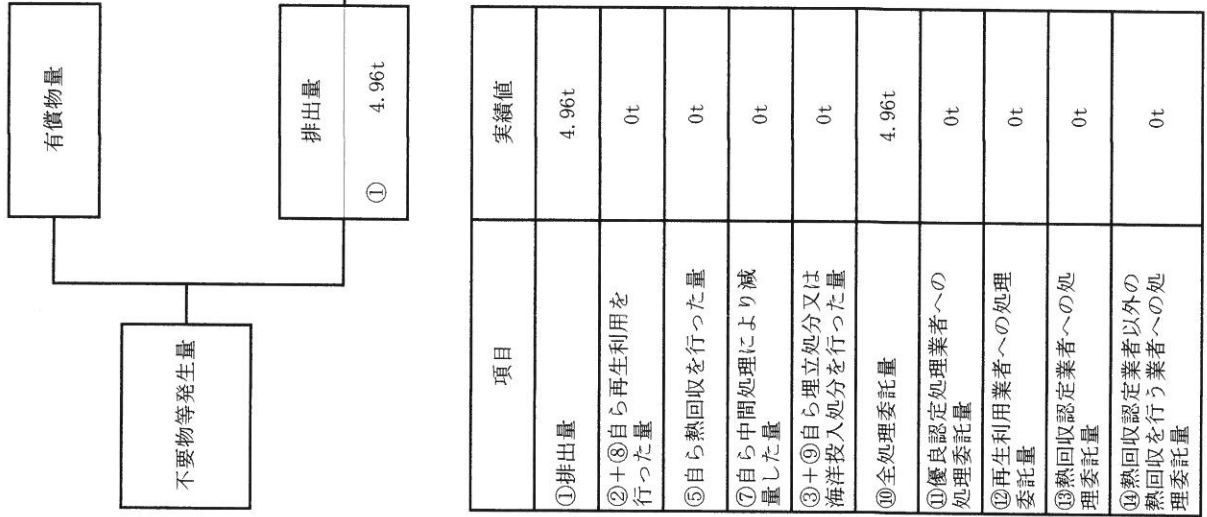 不要物等発生量
有償物量
排出量
① 4.96t
項目 実績値
①排出量 4.96t
②+⑧自ら再生利用を
行った量 0t
⑤自ら熱回収を行った量 0t
⑦自ら中間処理により減
量した量 0t
③+⑨自ら埋立処分又は
海洋投入処分を行った量 0t
⑩全処理委託量 4.96t
⑪優良認定処理業者への
処理委託量 0t
⑫再生利用業者への処理
委託量 0t
⑬熱回収認定業者への処
理委託量 0t
⑭熱回収認定業者以外の
熱回収を行う業者への処
理委託量 0t